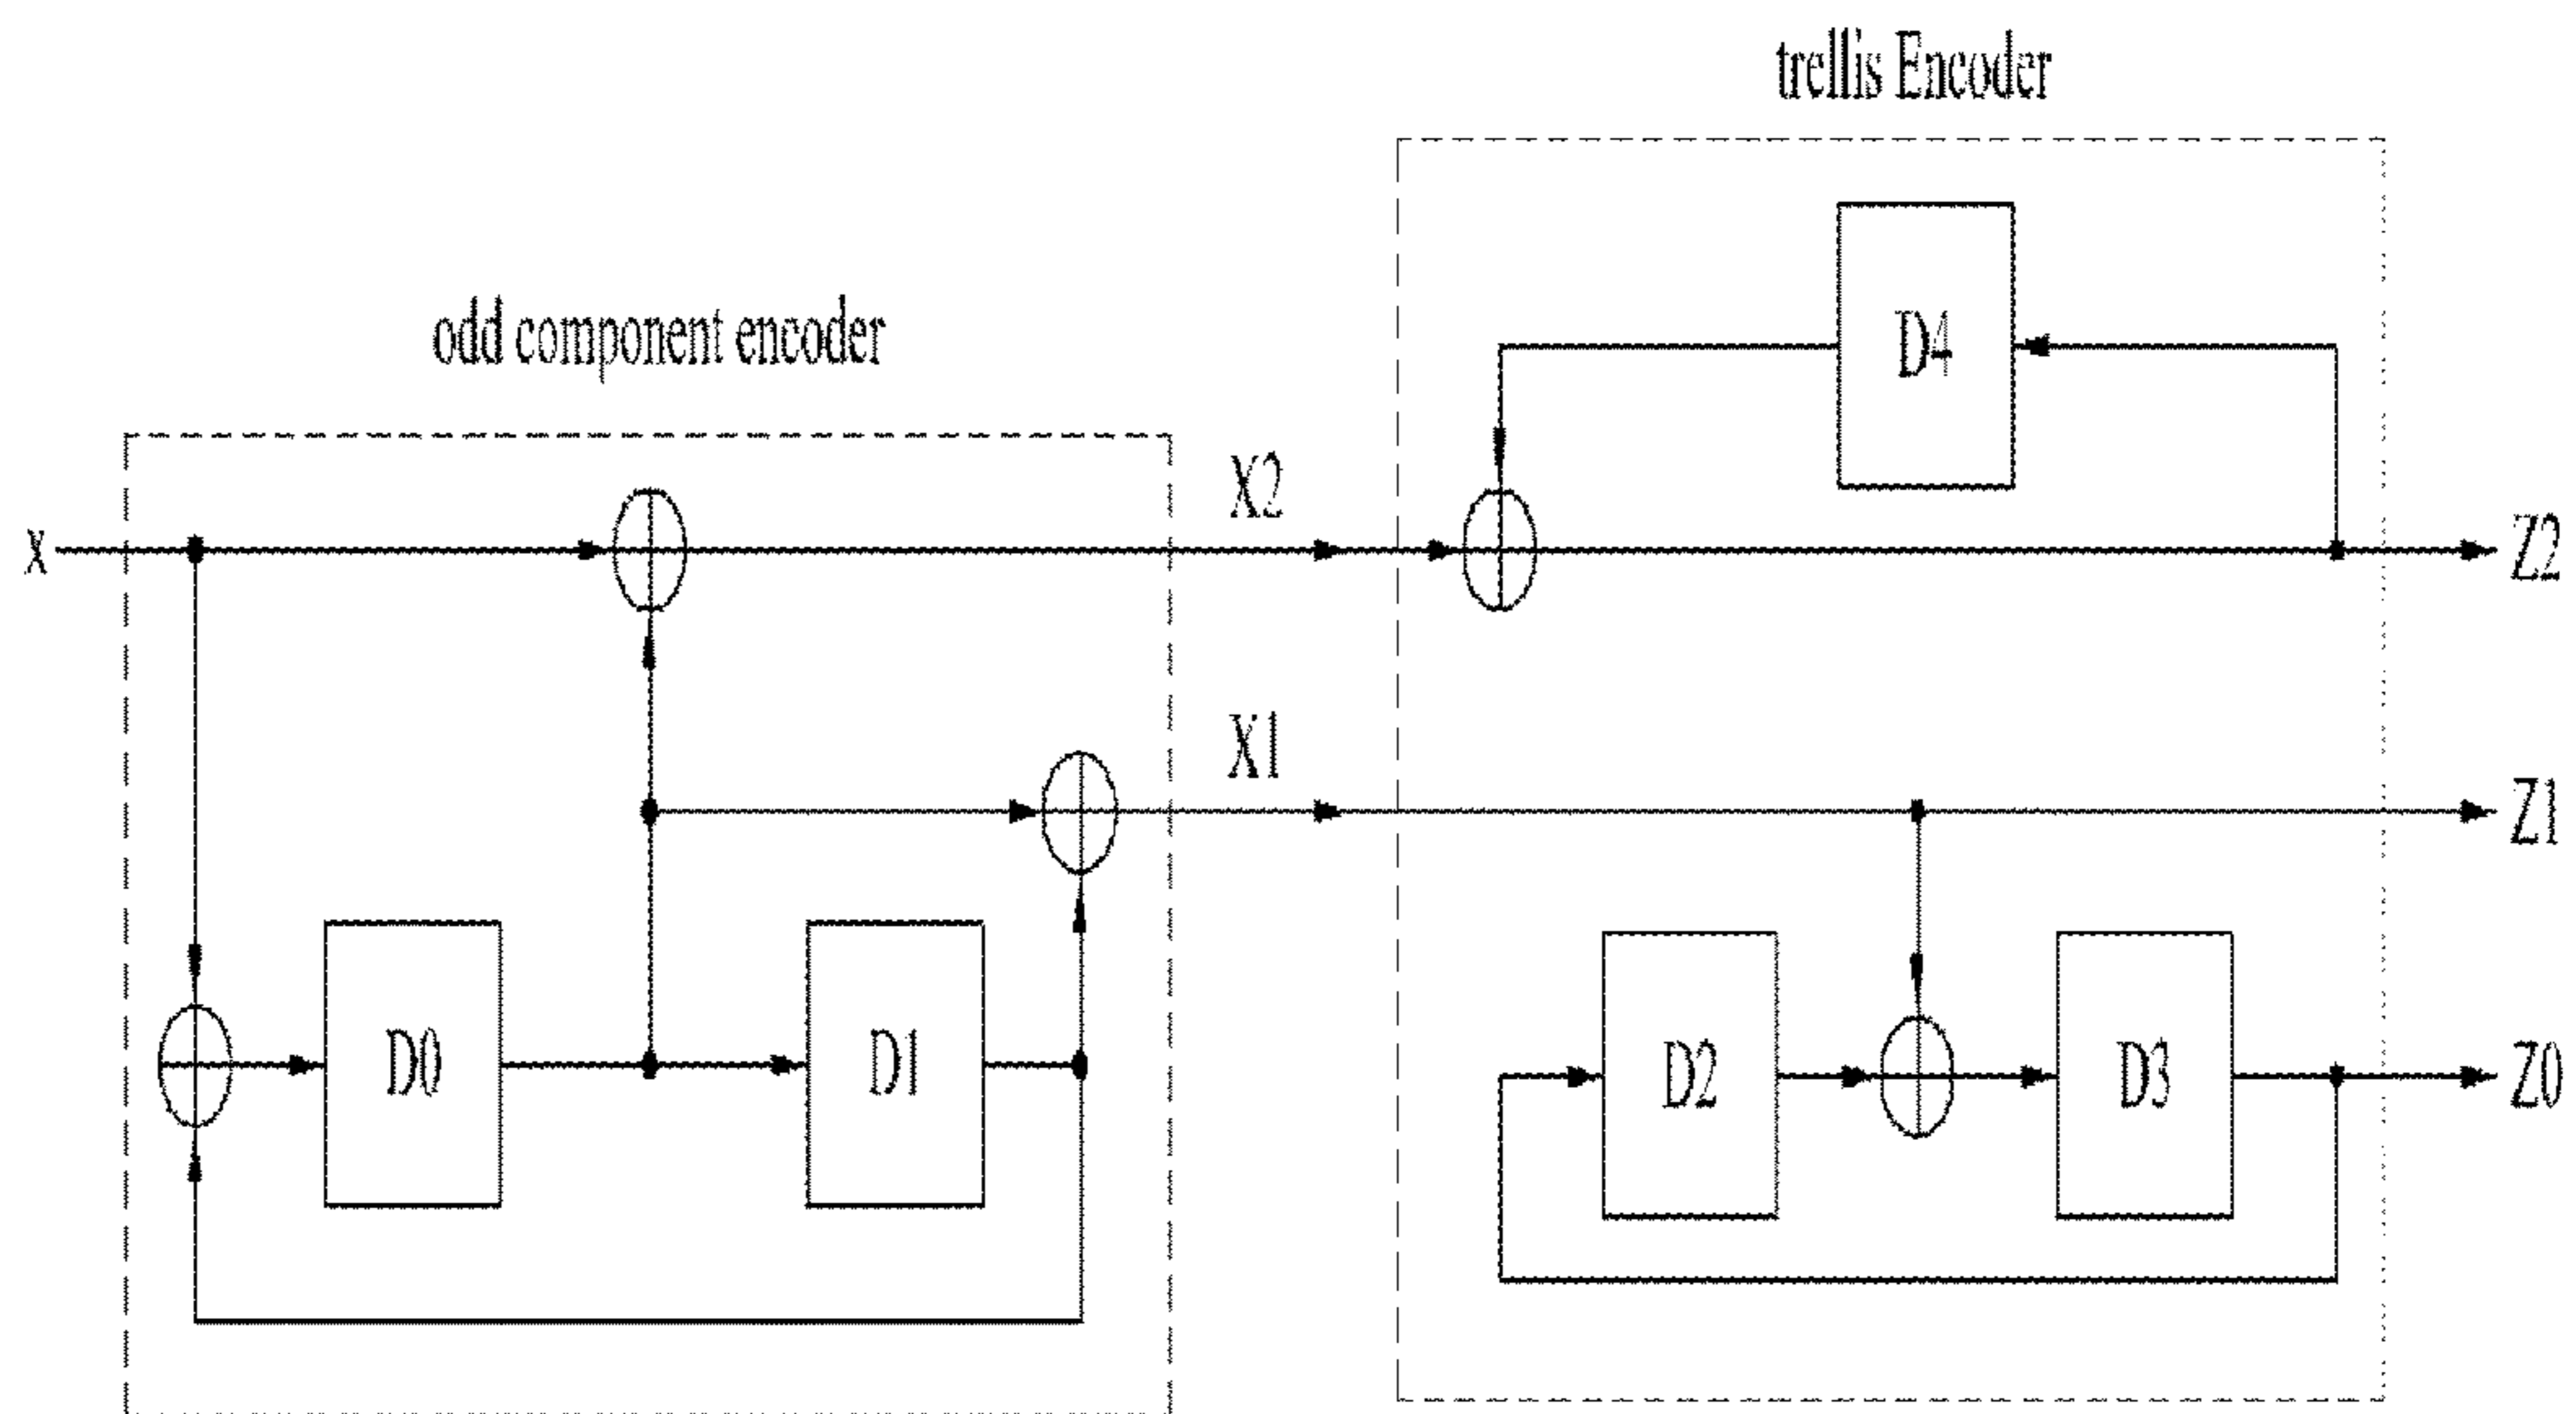 trellis Encoder
odd component encoder
D4
X2
x
Z2
X1
Z1
D0
D1
D2
D3
Z0